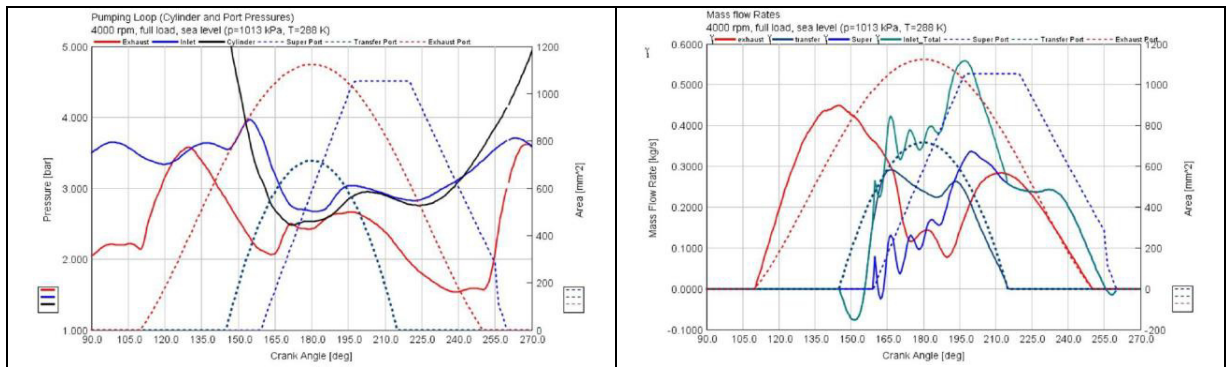 Pumping Loop (Cylinder and Port Pressures)
4000 rpm, full load, sea level (p=1013 kPa, T=288 K)
Exhaust Inlet Cylinder Super Port Transfer Port Exhaust Port
5.000
4.000
3.000
2.000
1.000
Pressure [bar]
1200
1000
800
600
400
200
0
Area [mm^2]
90.0 105.0 120.0 135.0 150.0 165.0 180.0 195.0 210.0 225.0 240.0 255.0 270.0
Crank Angle [deg]
Mass flow Rates
4000 rpm, full load, sea level (p=1013 kPa, T=288 K)
exhaust transfer Super Inlet_Total Super Port Transfer Port Exhaust Port
0.6000
0.5000
0.4000
0.3000
0.2000
0.1000
0.0000
-0.1000
Mass Flow Rate [kg/s]
1200
1000
800
600
400
200
0
-200
Area [mm^2]
90.0 105.0 120.0 135.0 150.0 165.0 180.0 195.0 210.0 225.0 240.0 255.0 270.0
Crank Angle [deg]